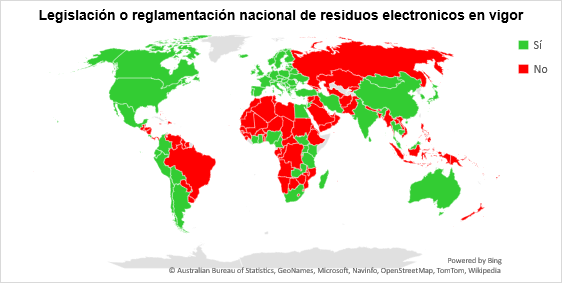 Legislación o reglamentación nacional de residuos electronicos en vigor
Sí
No
Powered by Bing
© Australian Bureau of Statistics, GeoNames, Microsoft, Navinfo, OpenStreetMap, TomTom, Wikipedia